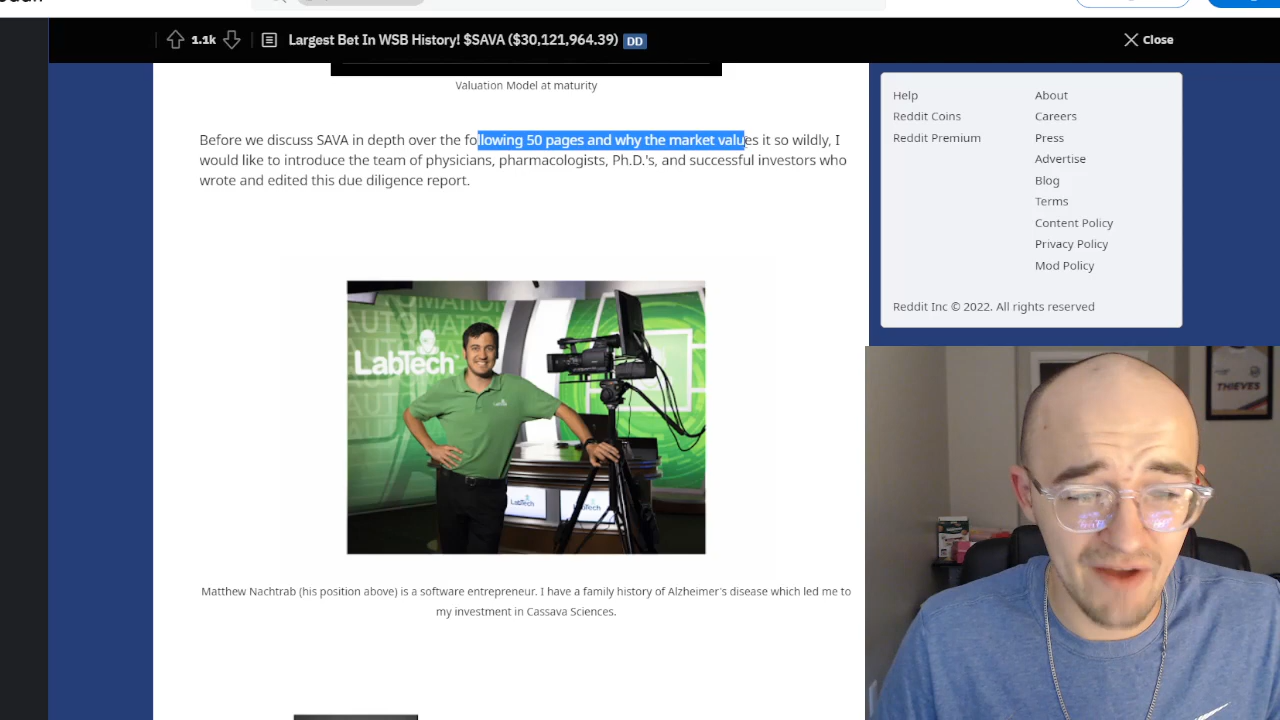 1.1k
Largest Bet In WSB History! $SAVA ($30,121,964.39)
DD
Close
Valuation Model at maturity
Before we discuss SAVA in depth over the following 50 pages and why the market values it so wildly, I
would like to introduce the team of physicians, pharmacologists, Ph.D.'s, and successful investors who
wrote and edited this due diligence report.
AUTOMATION
AUTOMATI
LabTech
LabTech
LabTech
Matthew Nachtrab (his position above) is a software entrepreneur. I have a family history of Alzheimer's disease which led me to
my investment in Cassava Sciences.
Help
About
Reddit Coins
Careers
Reddit Premium
Press
Advertise
Blog
Terms
Content Policy
Privacy Policy
Mod Policy
Reddit Inc © 2022. All rights reserved
THIEVES